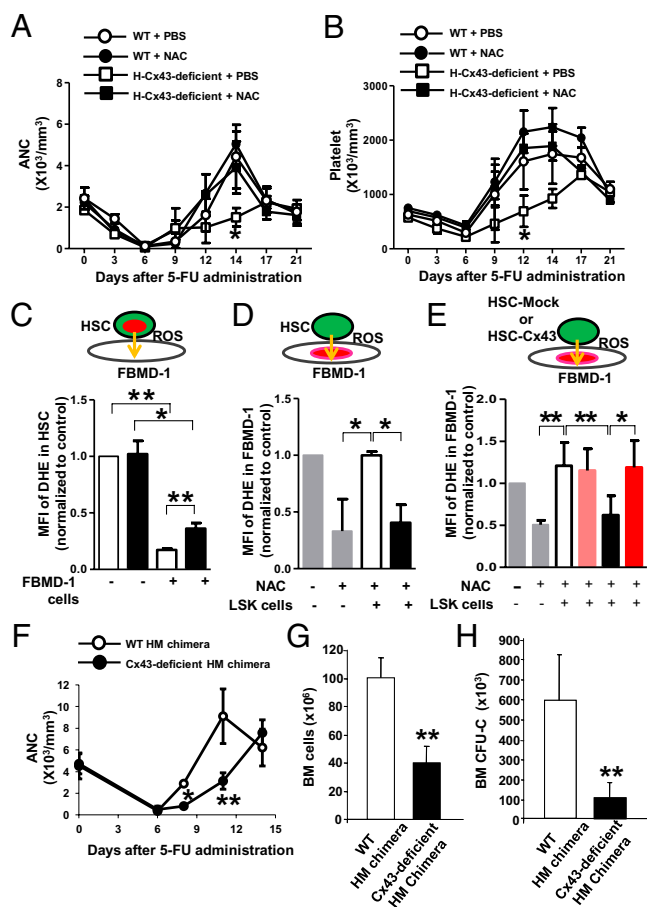 A
WT + PBS
WT + NAC
H-Cx43-deficient + PBS
H-Cx43-deficient + NAC
ANC
(X10³/mm³)
8
6
4
2
0
*
0 3 6 9 12 14 17 21
Days after 5-FU administration
B
WT + PBS
WT + NAC
H-Cx43-deficient + PBS
H-Cx43-deficient + NAC
Platelet
(X10³/mm³)
3000
2000
1000
0
*
0 3 6 9 12 14 17 21
Days after 5-FU administration
C
HSC
ROS
FBMD-1
MFI of DHE in HSC
(normalized to control)
1.5
1.0
0.5
0.0
**
*
**
FBMD-1
cells
- - + +
D
HSC
ROS
FBMD-1
MFI of DHE in FBMD-1
(normalized to control)
1.5
1.0
0.5
0.0
* *
NAC - + + +
LSK cells - - + +
E
HSC-Mock
or
HSC-Cx43
ROS
FBMD-1
MFI of DHE in FBMD-1
(normalized to control)
2.0
1.5
1.0
0.5
0.0
** ** *
NAC - + + + + +
LSK cells - - + + + +
F
WT HM chimera
Cx43-deficient HM chimera
ANC
(X10³/mm³)
12
10
8
6
4
2
0
*
**
0 3 6 9 12 15
Days after 5-FU administration
G
BM cells (x10⁶)
120
100
80
60
40
20
0
**
WT
HM chimera
Cx43-deficient
HM Chimera
H
BM CFU-C (x10³)
900
800
700
600
500
400
300
200
100
0
**
WT
HM chimera
Cx43-deficient
HM Chimera